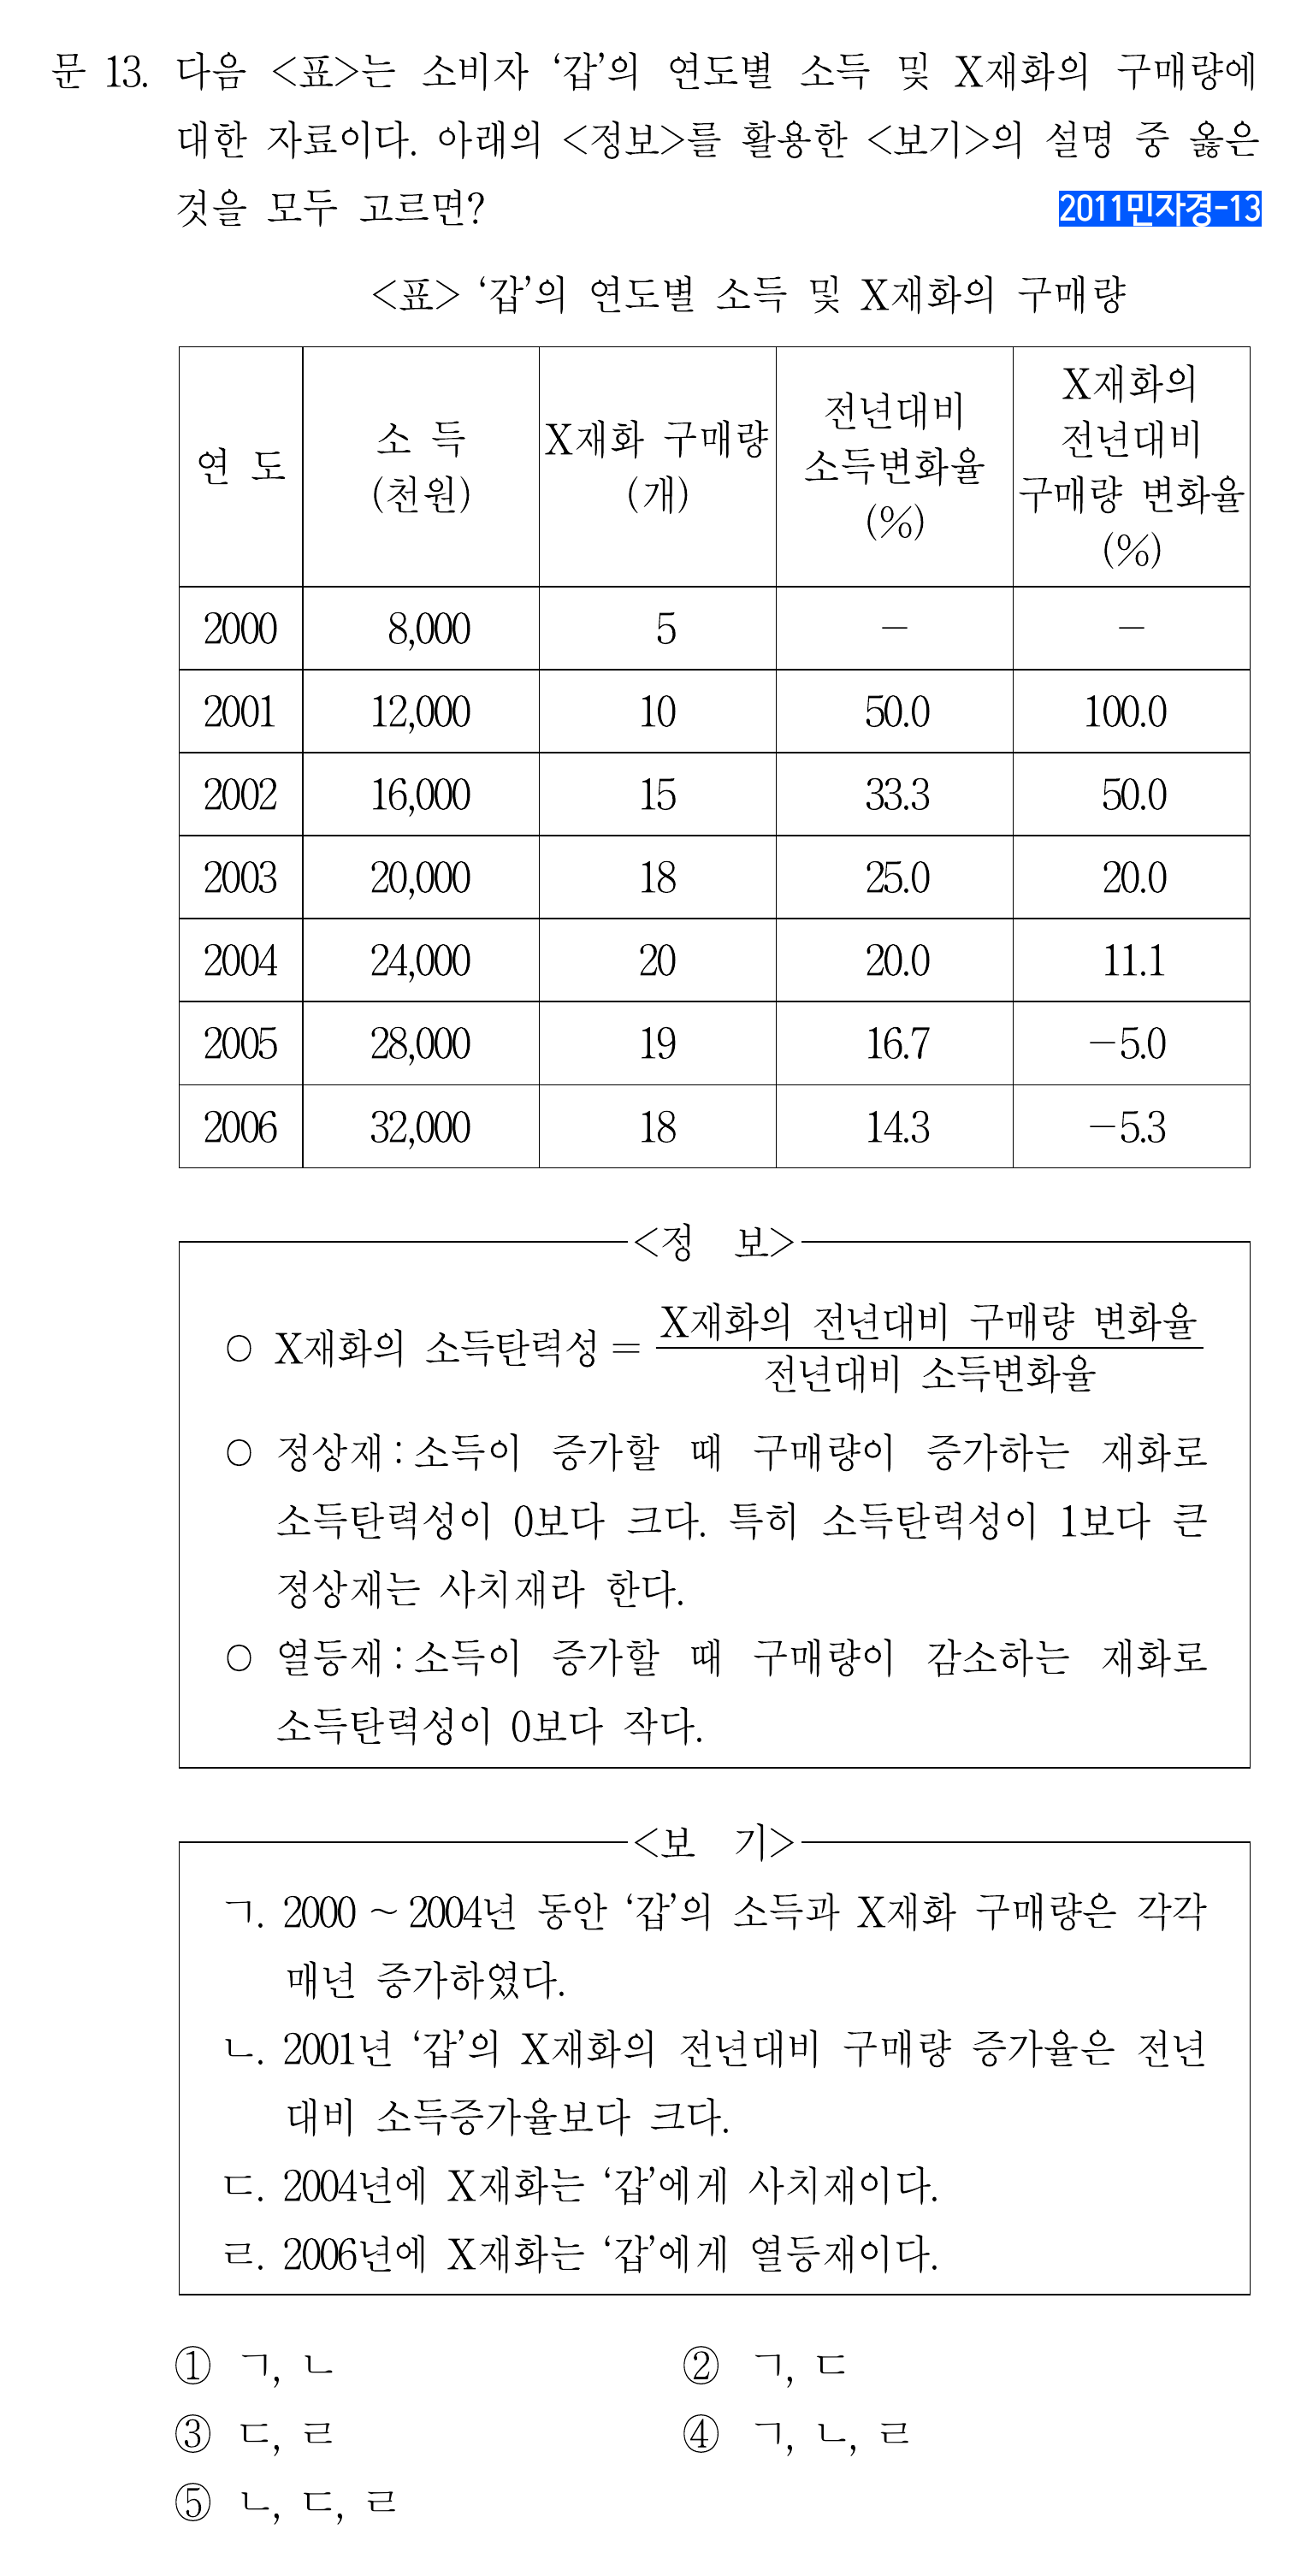 문 13. 다음 <표>는 소비자 ‘갑’의 연도별 소득 및 X재화의 구매량에
대한 자료이다. 아래의 <정보>를 활용한 <보기>의 설명 중 옳은
것을 모두 고르면?
2011민자경-13
<표> ‘갑’의 연도별 소득 및 X재화의 구매량
연 도 | 소 득 (천원) | X재화 구매량 (개) | 전년대비 소득변화율 (%) | X재화의 전년대비 구매량 변화율 (%)
2000 8,000 5 － －
2001 12,000 10 50.0 100.0
2002 16,000 15 33.3 50.0
2003 20,000 18 25.0 20.0
2004 24,000 20 20.0 11.1
2005 28,000 19 16.7 －5.0
2006 32,000 18 14.3 －5.3
<정 보>
○ X재화의 소득탄력성 = X재화의 전년대비 구매량 변화율
전년대비 소득변화율
○ 정상재 : 소득이 증가할 때 구매량이 증가하는 재화로
소득탄력성이 0보다 크다. 특히 소득탄력성이 1보다 큰
정상재는 사치재라 한다.
○ 열등재 : 소득이 증가할 때 구매량이 감소하는 재화로
소득탄력성이 0보다 작다.
<보 기>
ㄱ. 2000 ~ 2004년 동안 ‘갑’의 소득과 X재화 구매량은 각각
매년 증가하였다.
ㄴ. 2001년 ‘갑’의 X재화의 전년대비 구매량 증가율은 전년
대비 소득증가율보다 크다.
ㄷ. 2004년에 X재화는 ‘갑’에게 사치재이다.
ㄹ. 2006년에 X재화는 ‘갑’에게 열등재이다.
① ㄱ, ㄴ
② ㄱ, ㄷ
③ ㄷ, ㄹ
④ ㄱ, ㄴ, ㄹ
⑤ ㄴ, ㄷ, ㄹ